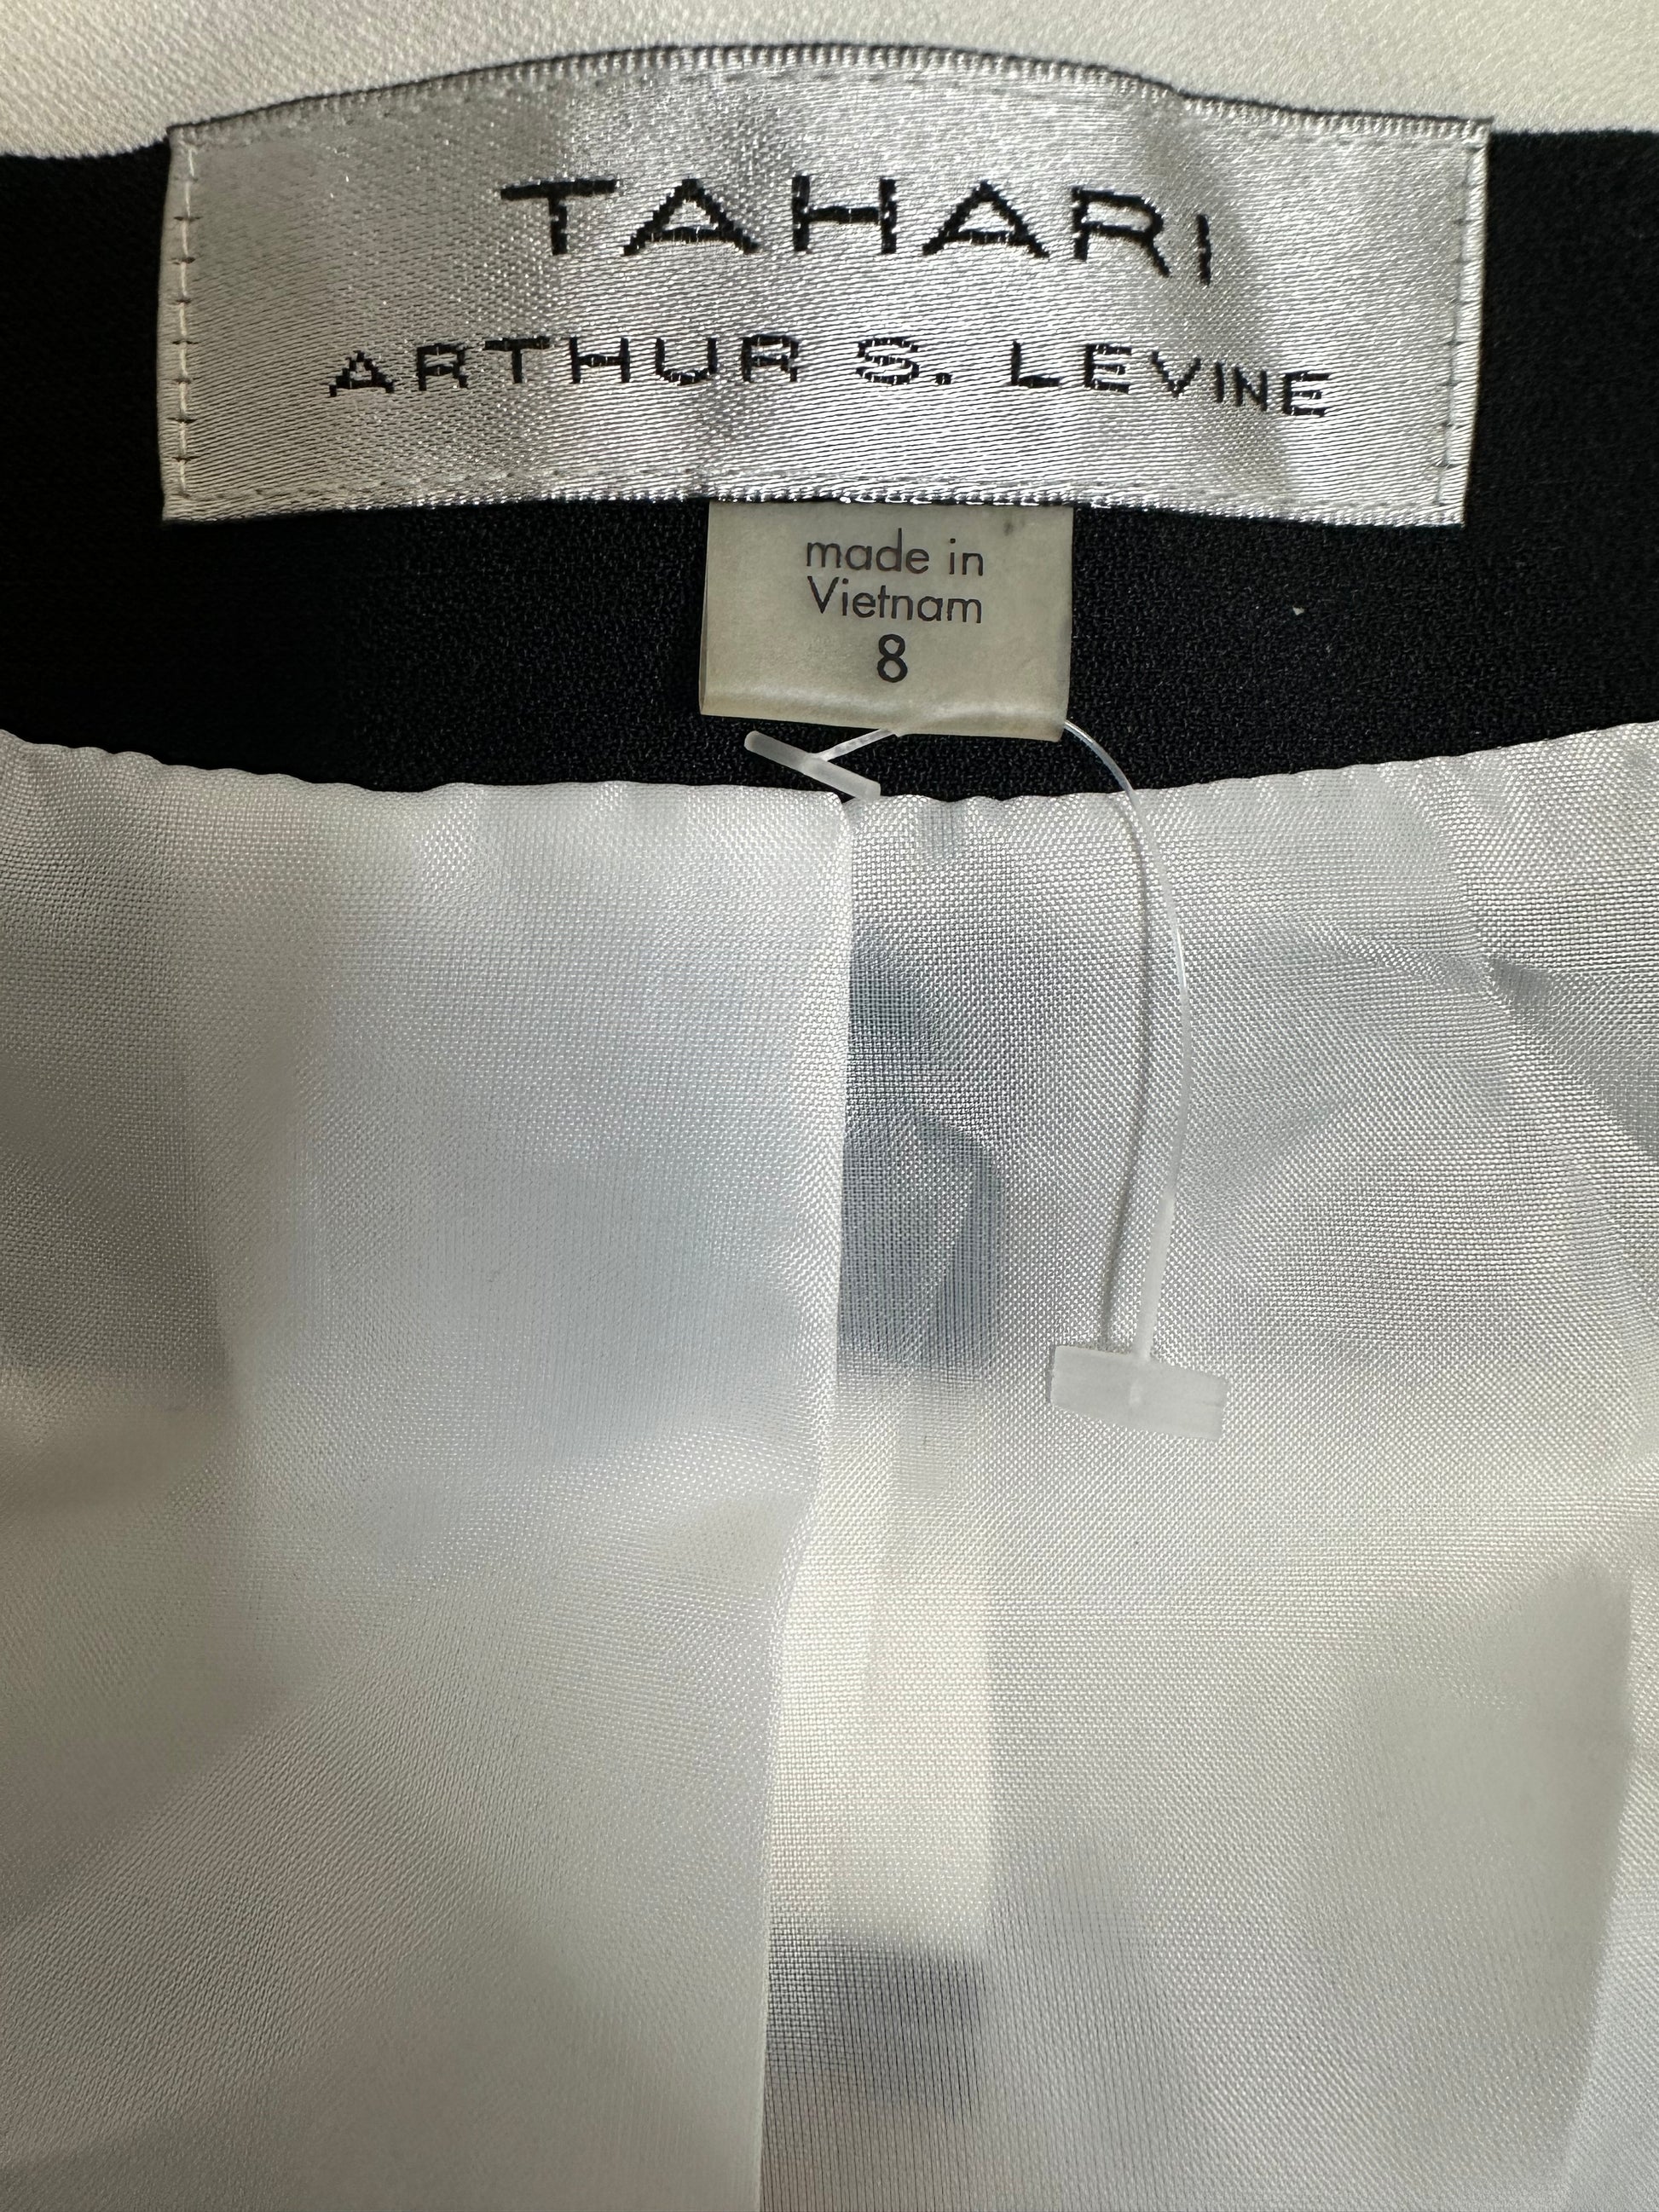 TAHARI
ARTHUR S. LEVINE
made in
Vietnam
8